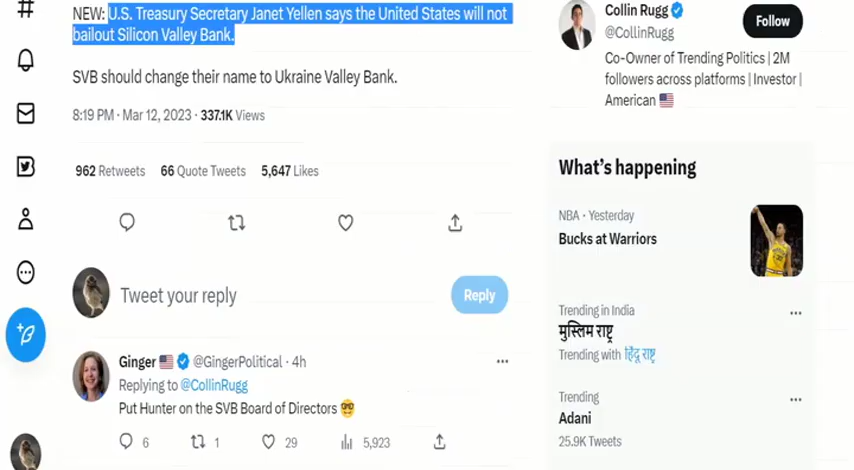 NEW: U.S. Treasury Secretary Janet Yellen says the United States will not
bailout Silicon Valley Bank.
SVB should change their name to Ukraine Valley Bank.
8:19 PM · Mar 12, 2023 · 337.1K Views
962 Retweets 66 Quote Tweets 5,647 Likes
Tweet your reply
Reply
Ginger 🇺🇸 @GingerPolitical · 4h
Replying to @CollinRugg
Put Hunter on the SVB Board of Directors 🤓
6 1 29 5,923
Collin Rugg
@CollinRugg
Follow
Co-Owner of Trending Politics | 2M
followers across platforms | Investor |
American 🇺🇸
What's happening
NBA · Yesterday
Bucks at Warriors
Trending in India
मुस्लिम राष्ट्र
Trending with हिंदू राष्ट्र
Trending
Adani
25.9K Tweets